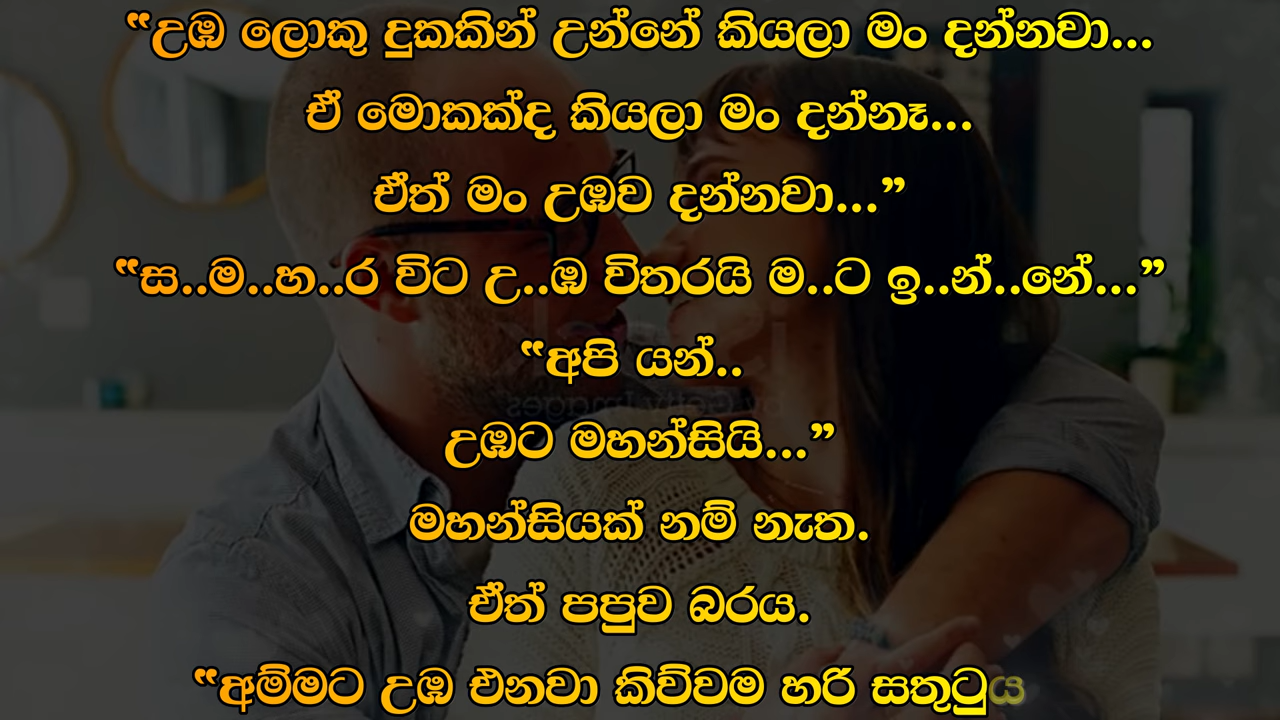 “උඹ ලොකු දුකකින් උන්නේ කියලා මං දන්නවා...
ඒ මොකක්ද කියලා මං දන්නෑ...
ඒත් මං උඹව දන්නවා...”
“ස..ම..හ..ර විට උ..ඹ විතරයි ම..ට ඉ..න්..නේ...”
“අපි යන්..
උඹට මහන්සියි...”
මහන්සියක් නම් නැත.
ඒත් පපුව බරය.
“අම්මට උඹ එනවා කිව්වම හරි සතුටුය